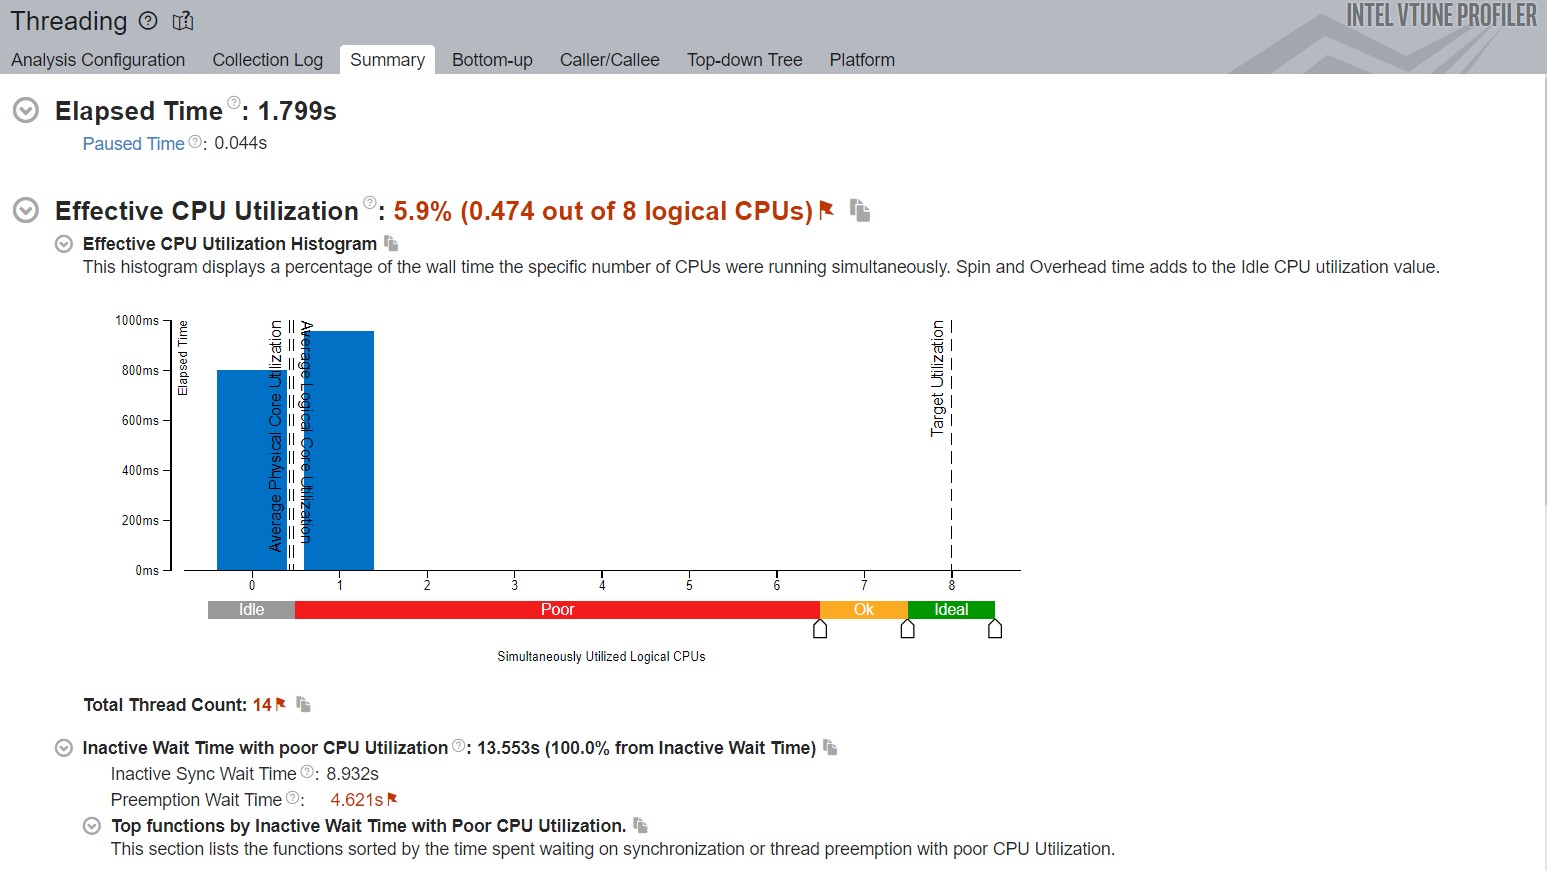 Threading
INTEL VTUNE PROFILER
Analysis Configuration Collection Log Summary Bottom-up Caller/Callee Top-down Tree Platform
Elapsed Time : 1.799s
Paused Time : 0.044s
Effective CPU Utilization : 5.9% (0.474 out of 8 logical CPUs)
Effective CPU Utilization Histogram
This histogram displays a percentage of the wall time the specific number of CPUs were running simultaneously. Spin and Overhead time adds to the Idle CPU utilization value.
1000ms
800ms
600ms
400ms
200ms
0ms
Elapsed Time
Average Physical Core Utilization
Average Logical Core Utilization
Target Utilization
0 1 2 3 4 5 6 7 8
Idle Poor Ok Ideal
Simultaneously Utilized Logical CPUs
Total Thread Count: 14
Inactive Wait Time with poor CPU Utilization : 13.553s (100.0% from Inactive Wait Time)
Inactive Sync Wait Time : 8.932s
Preemption Wait Time : 4.621s
Top functions by Inactive Wait Time with Poor CPU Utilization.
This section lists the functions sorted by the time spent waiting on synchronization or thread preemption with poor CPU Utilization.